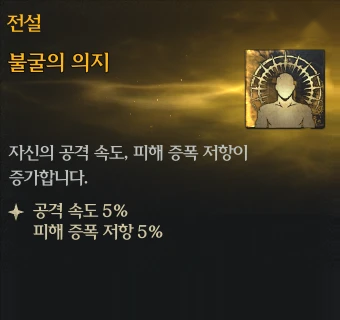 전설
불굴의 의지
자신의 공격 속도, 피해 증폭 저항이
증가합니다.
공격 속도 5%
피해 증폭 저항 5%